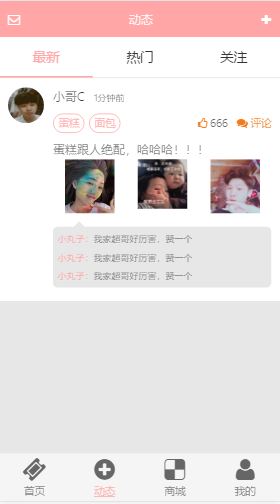 动态
最新 热门 关注
小哥C 1分钟前
蛋糕 面包 666 评论
蛋糕跟人绝配，哈哈哈！！！
小丸子：我家超哥好厉害，赞一个
小丸子：我家超哥好厉害，赞一个
小丸子：我家超哥好厉害，赞一个
首页 动态 商城 我的